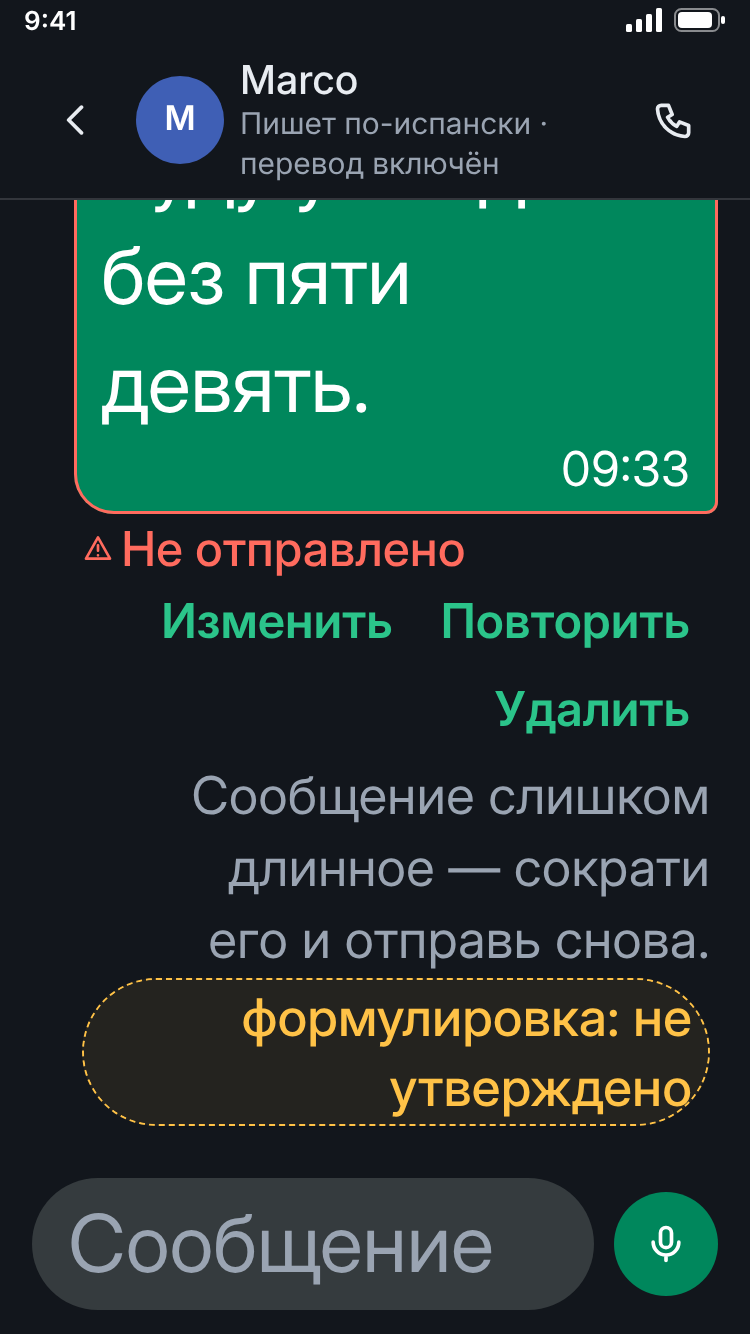 9:41
Marco
M
Пишет по-испански ·
перевод включён
без пяти
девять.
09:33
Не отправлено
Изменить Повторить
Удалить
Сообщение слишком
длинное — сократи
его и отправь снова.
формулировка: не
утверждено
Сообщение